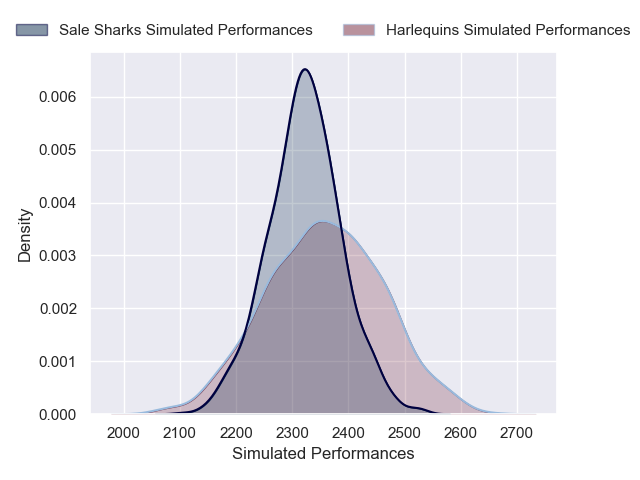 Sale Sharks Simulated Performances
Harlequins Simulated Performances
0.006
0.005
0.004
0.003
0.002
0.001
0.000
Density
2000 2100 2200 2300 2400 2500 2600 2700
Simulated Performances